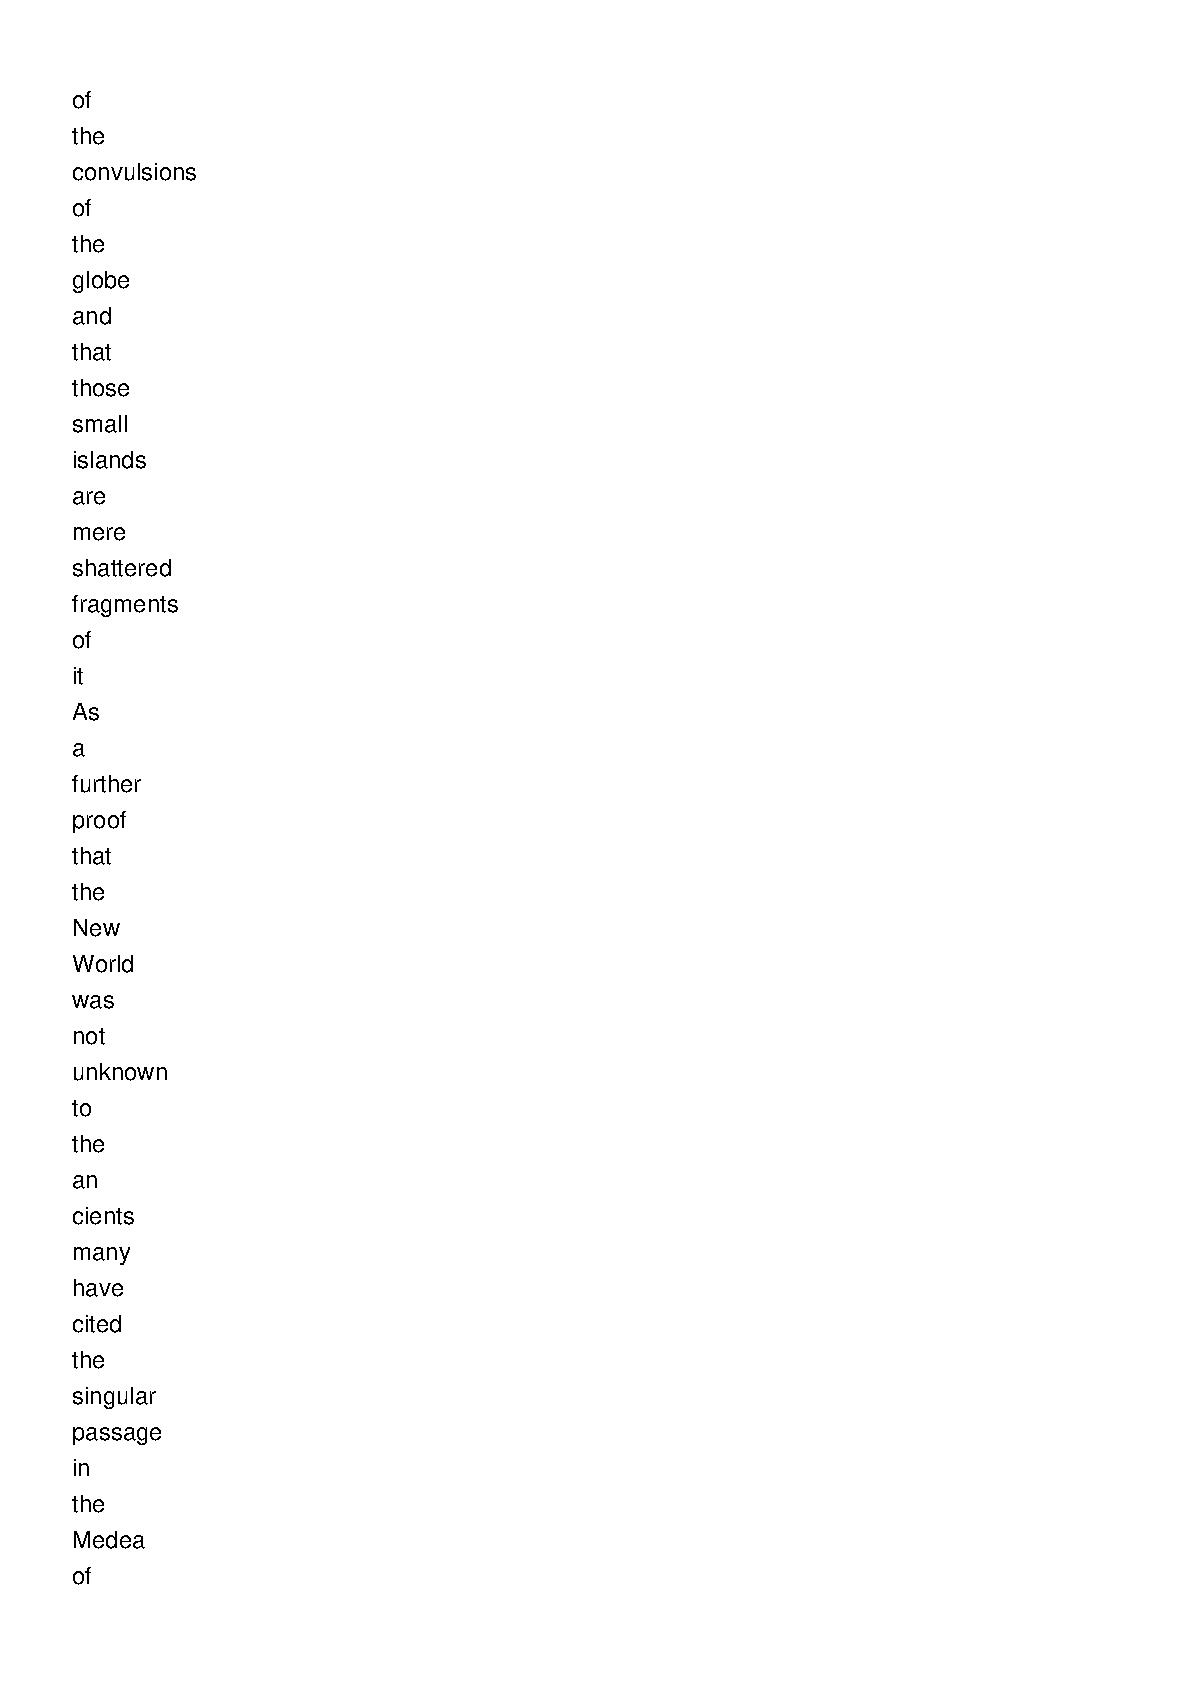 of
the
convulsions
of
the
globe
and
that
those
small
islands
are
mere
shattered
fragments
of
it
As
a
further
proof
that
the
New
World
was
not
unknown
to
the
an
cients
many
have
cited
the
singular
passage
in
the
Medea
of